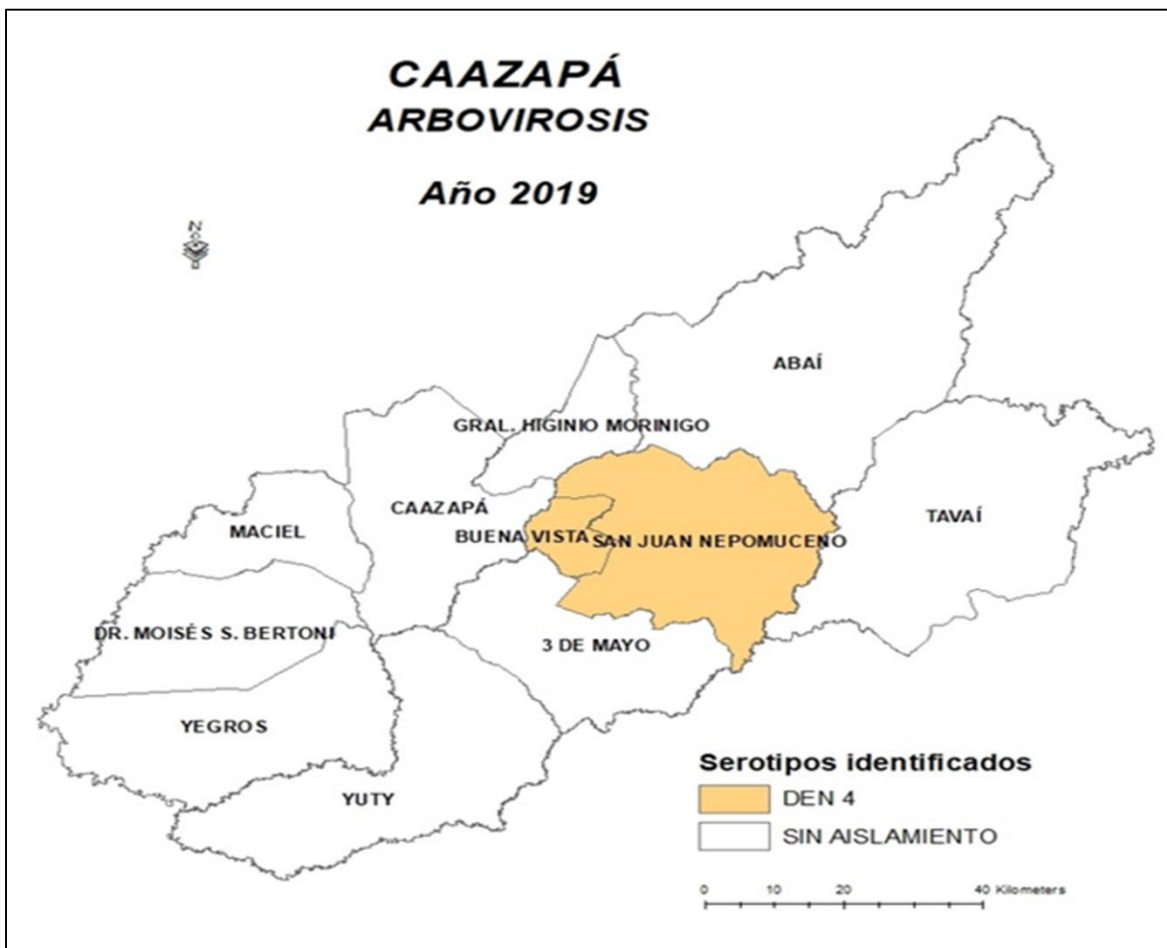 CAAZAPÁ
ARBOVIROSIS
Año 2019
N
ABAÍ
GRAL. HIGINIO MORINIGO
CAAZAPÁ
TAVAÍ
MACIEL
BUENA VISTA
SAN JUAN NEPOMUCENO
DR. MOISÉS S. BERTONI
3 DE MAYO
YEGROS
YUTY
Serotipos identificados
DEN 4
SIN AISLAMIENTO
0 10 20 40 Kilometers